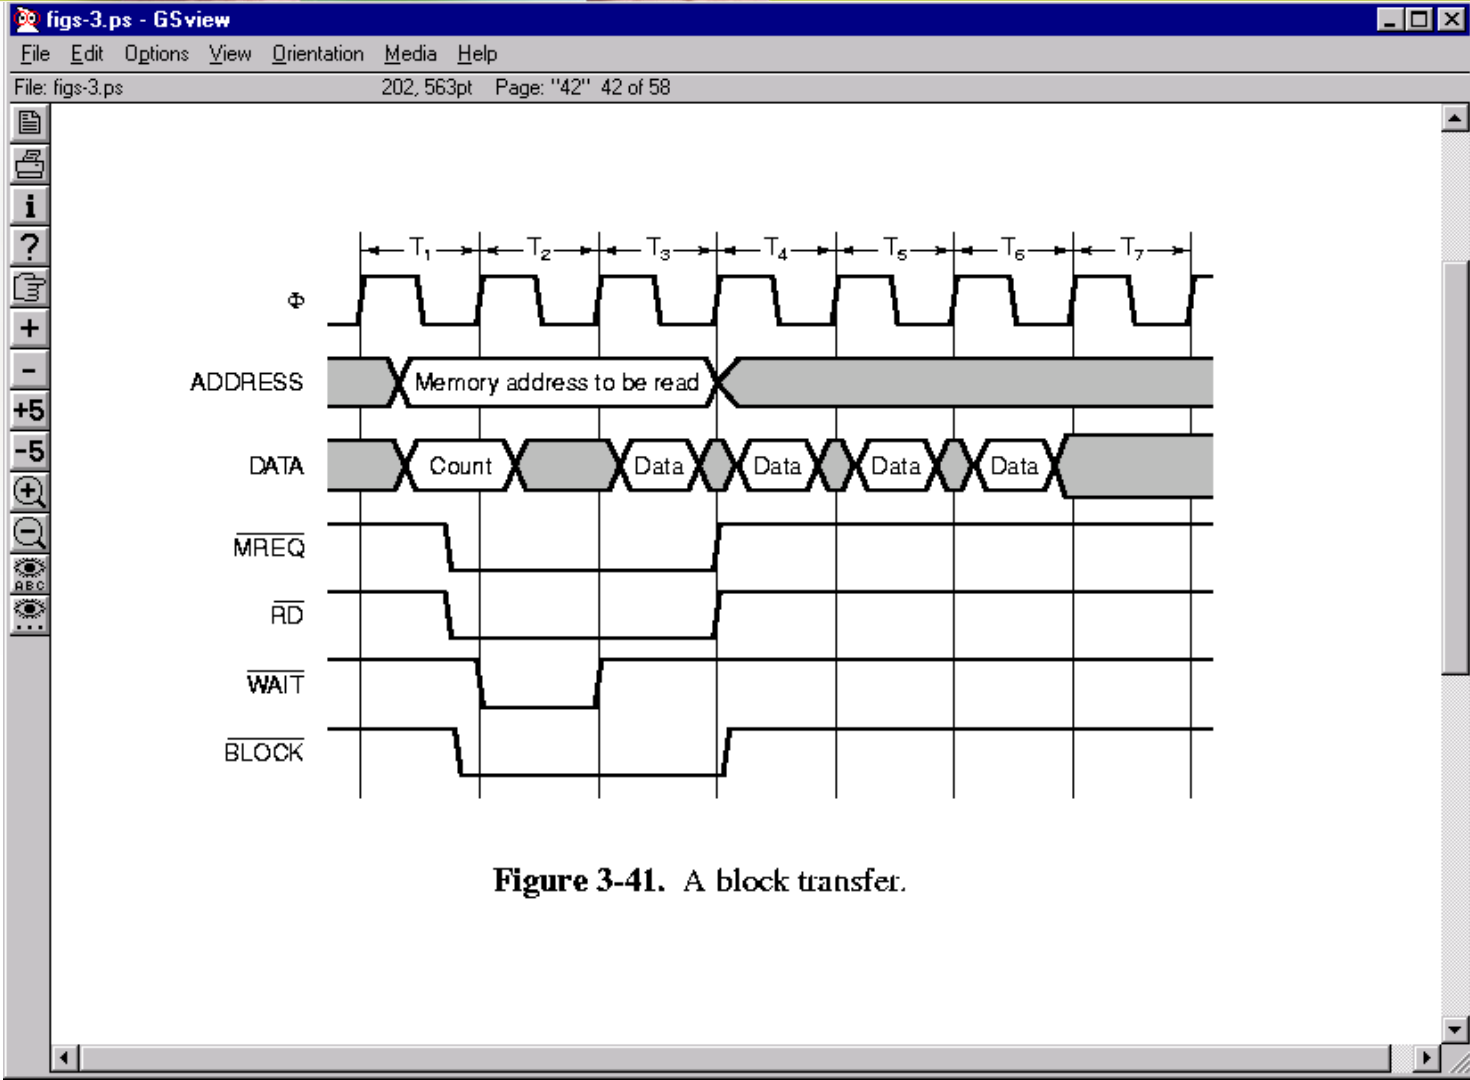 figs-3.ps - GSview
File Edit Options View Orientation Media Help
File: figs-3.ps 202, 563pt Page: "42" 42 of 58
i
?
+
-
+5
-5
ABC
T1 T2 T3 T4 T5 T6 T7
Φ
ADDRESS Memory address to be read
DATA Count Data Data Data Data
MREQ
RD
WAIT
BLOCK
Figure 3-41. A block transfer.